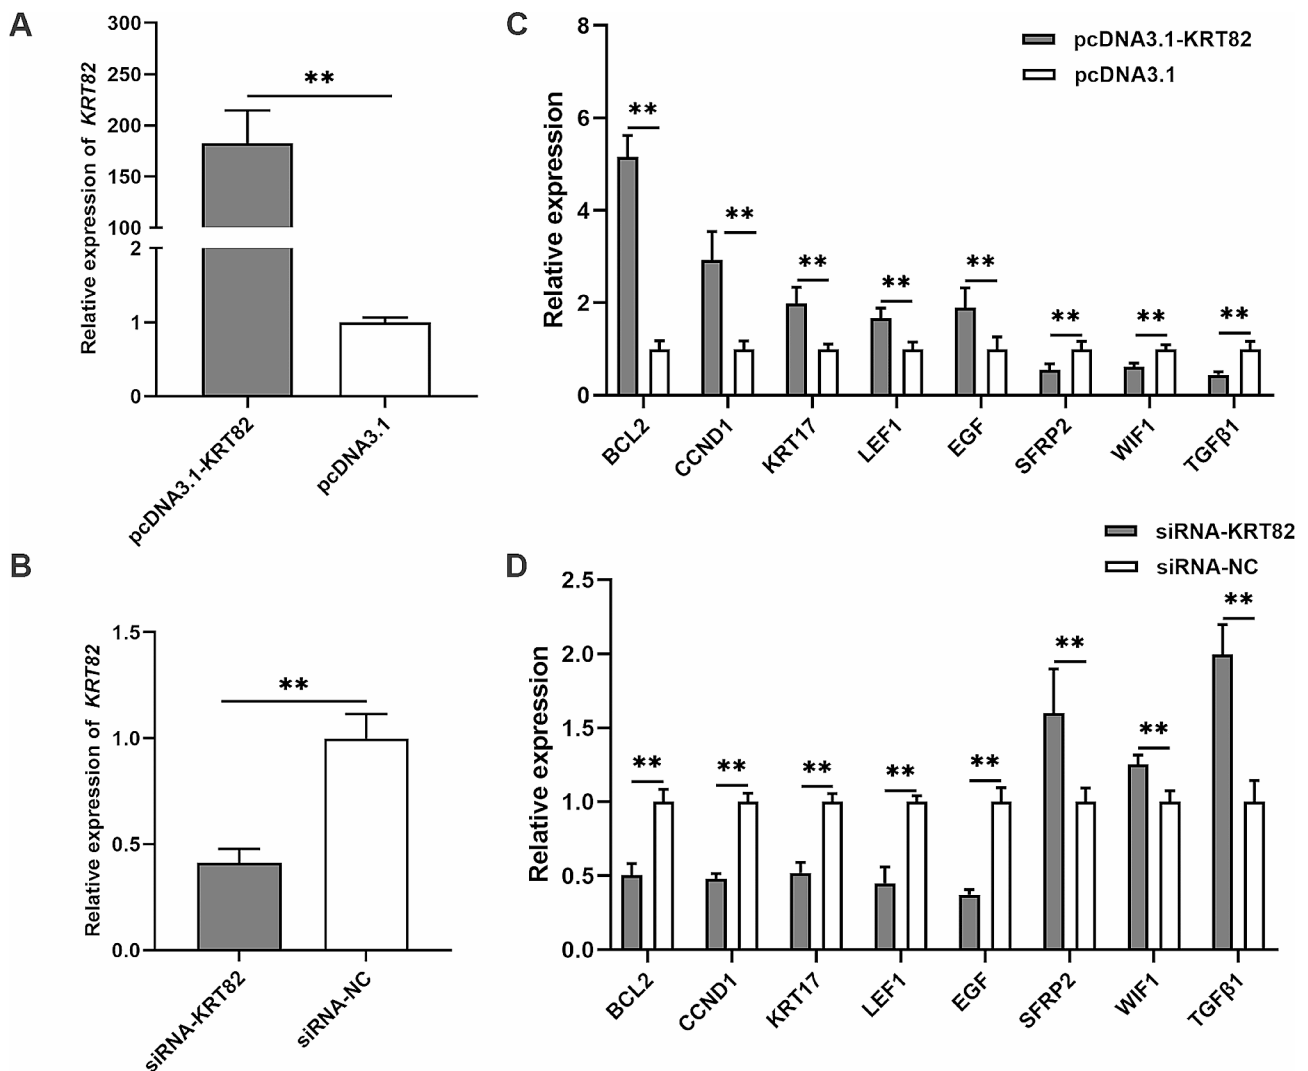 A
Relative expression of KRT82
300
250
200
150
100
2
1
0
**
pcDNA3.1-KRT82
pcDNA3.1
C
pcDNA3.1-KRT82
pcDNA3.1
Relative expression
8
6
4
2
0
**
**
**
**
**
**
**
**
BCL2
CCND1
KRT17
LEF1
EGF
SFRP2
WIF1
TGFβ1
B
Relative expression of KRT82
1.5
1.0
0.5
0.0
**
siRNA-KRT82
siRNA-NC
D
siRNA-KRT82
siRNA-NC
Relative expression
2.5
2.0
1.5
1.0
0.5
0.0
**
**
**
**
**
**
**
**
BCL2
CCND1
KRT17
LEF1
EGF
SFRP2
WIF1
TGFβ1